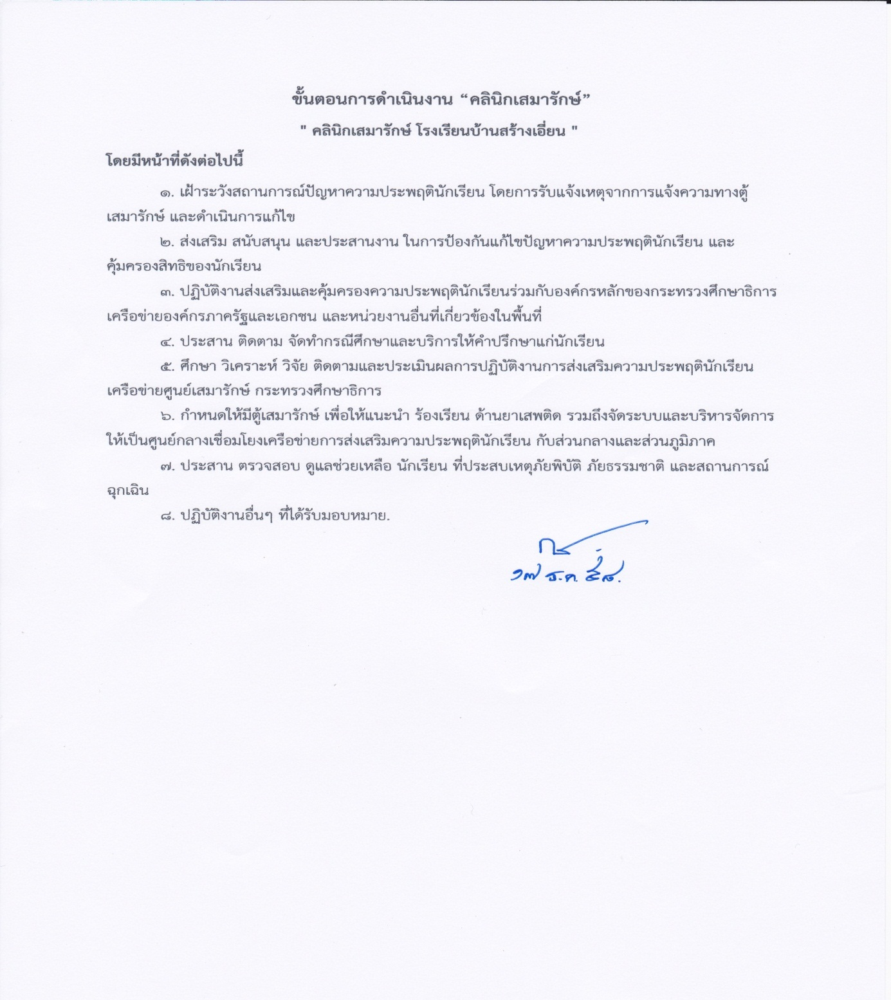 ขั้นตอนการดำเนินงาน “คลินิกเสมารักษ์”
" คลินิกเสมารักษ์ โรงเรียนบ้านสร้างเอี่ยน "
โดยมีหน้าที่ดังต่อไปนี้
๑. เฝ้าระวังสถานการณ์ปัญหาความประพฤตินักเรียน โดยการรับแจ้งเหตุจากการแจ้งความทางตู้
เสมารักษ์ และดำเนินการแก้ไข
๒. ส่งเสริม สนับสนุน และประสานงาน ในการป้องกันแก้ไขปัญหาความประพฤตินักเรียน และ
คุ้มครองสิทธิของนักเรียน
๓. ปฏิบัติงานส่งเสริมและคุ้มครองความประพฤตินักเรียนร่วมกับองค์กรหลักของกระทรวงศึกษาธิการ
เครือข่ายองค์กรภาครัฐและเอกชน และหน่วยงานอื่นที่เกี่ยวข้องในพื้นที่
๔. ประสาน ติดตาม จัดทำกรณีศึกษาและบริการให้คำปรึกษาแก่นักเรียน
๕. ศึกษา วิเคราะห์ วิจัย ติดตามและประเมินผลการปฏิบัติงานการส่งเสริมความประพฤตินักเรียน
เครือข่ายศูนย์เสมารักษ์ กระทรวงศึกษาธิการ
๖. กำหนดให้มีตู้เสมารักษ์ เพื่อให้แนะนำ ร้องเรียน ด้านยาเสพติด รวมถึงจัดระบบและบริหารจัดการ
ให้เป็นศูนย์กลางเชื่อมโยงเครือข่ายการส่งเสริมความประพฤตินักเรียน กับส่วนกลางและส่วนภูมิภาค
๗. ประสาน ตรวจสอบ ดูแลช่วยเหลือ นักเรียน ที่ประสบเหตุภัยพิบัติ ภัยธรรมชาติ และสถานการณ์
ฉุกเฉิน
๘. ปฏิบัติงานอื่นๆ ที่ได้รับมอบหมาย.
๑๗ ธ.ค. ๕๘.